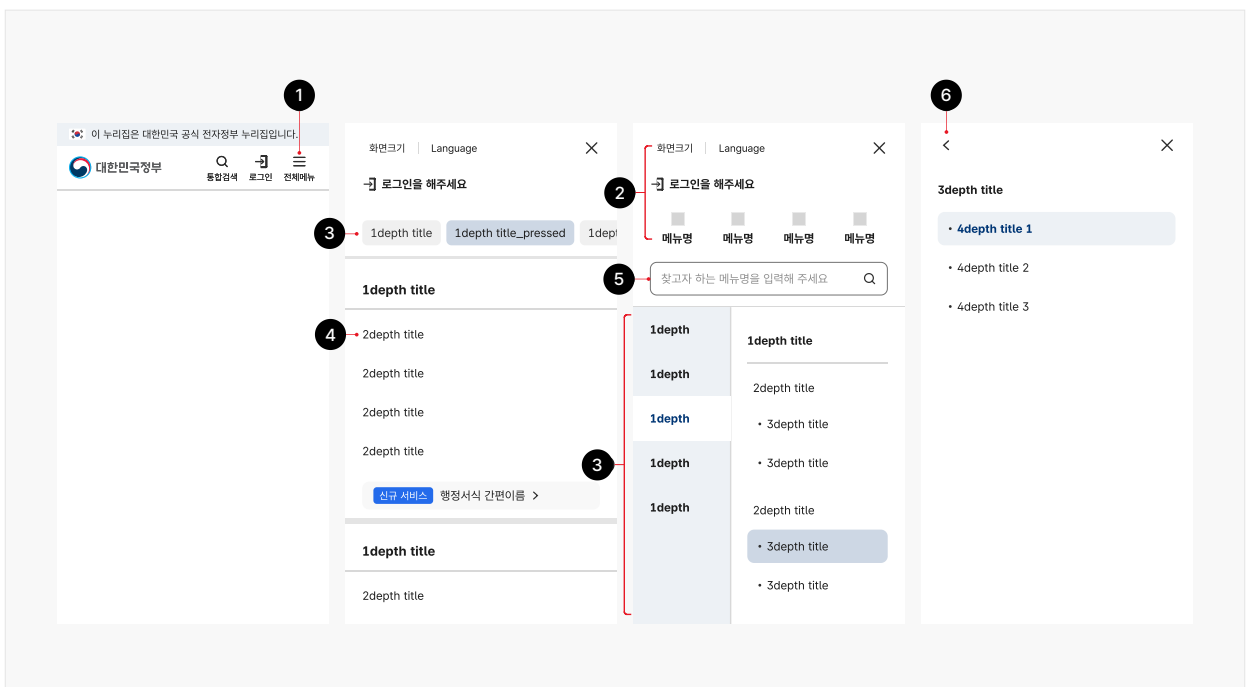 1
이 누리집은 대한민국 공식 전자정부 누리집입니다.
대한민국정부
통합검색
로그인
전체메뉴
화면크기
Language
로그인을 해주세요
3
1depth title
1depth title_pressed
1dept
1depth title
4
2depth title
2depth title
2depth title
2depth title
신규 서비스
행정서식 간편이름
1depth title
2depth title
화면크기
Language
2
로그인을 해주세요
메뉴명
메뉴명
메뉴명
메뉴명
5
찾고자 하는 메뉴명을 입력해 주세요
3
1depth
1depth
1depth
1depth
1depth
1depth title
2depth title
• 3depth title
• 3depth title
2depth title
• 3depth title
• 3depth title
6
3depth title
• 4depth title 1
• 4depth title 2
• 4depth title 3